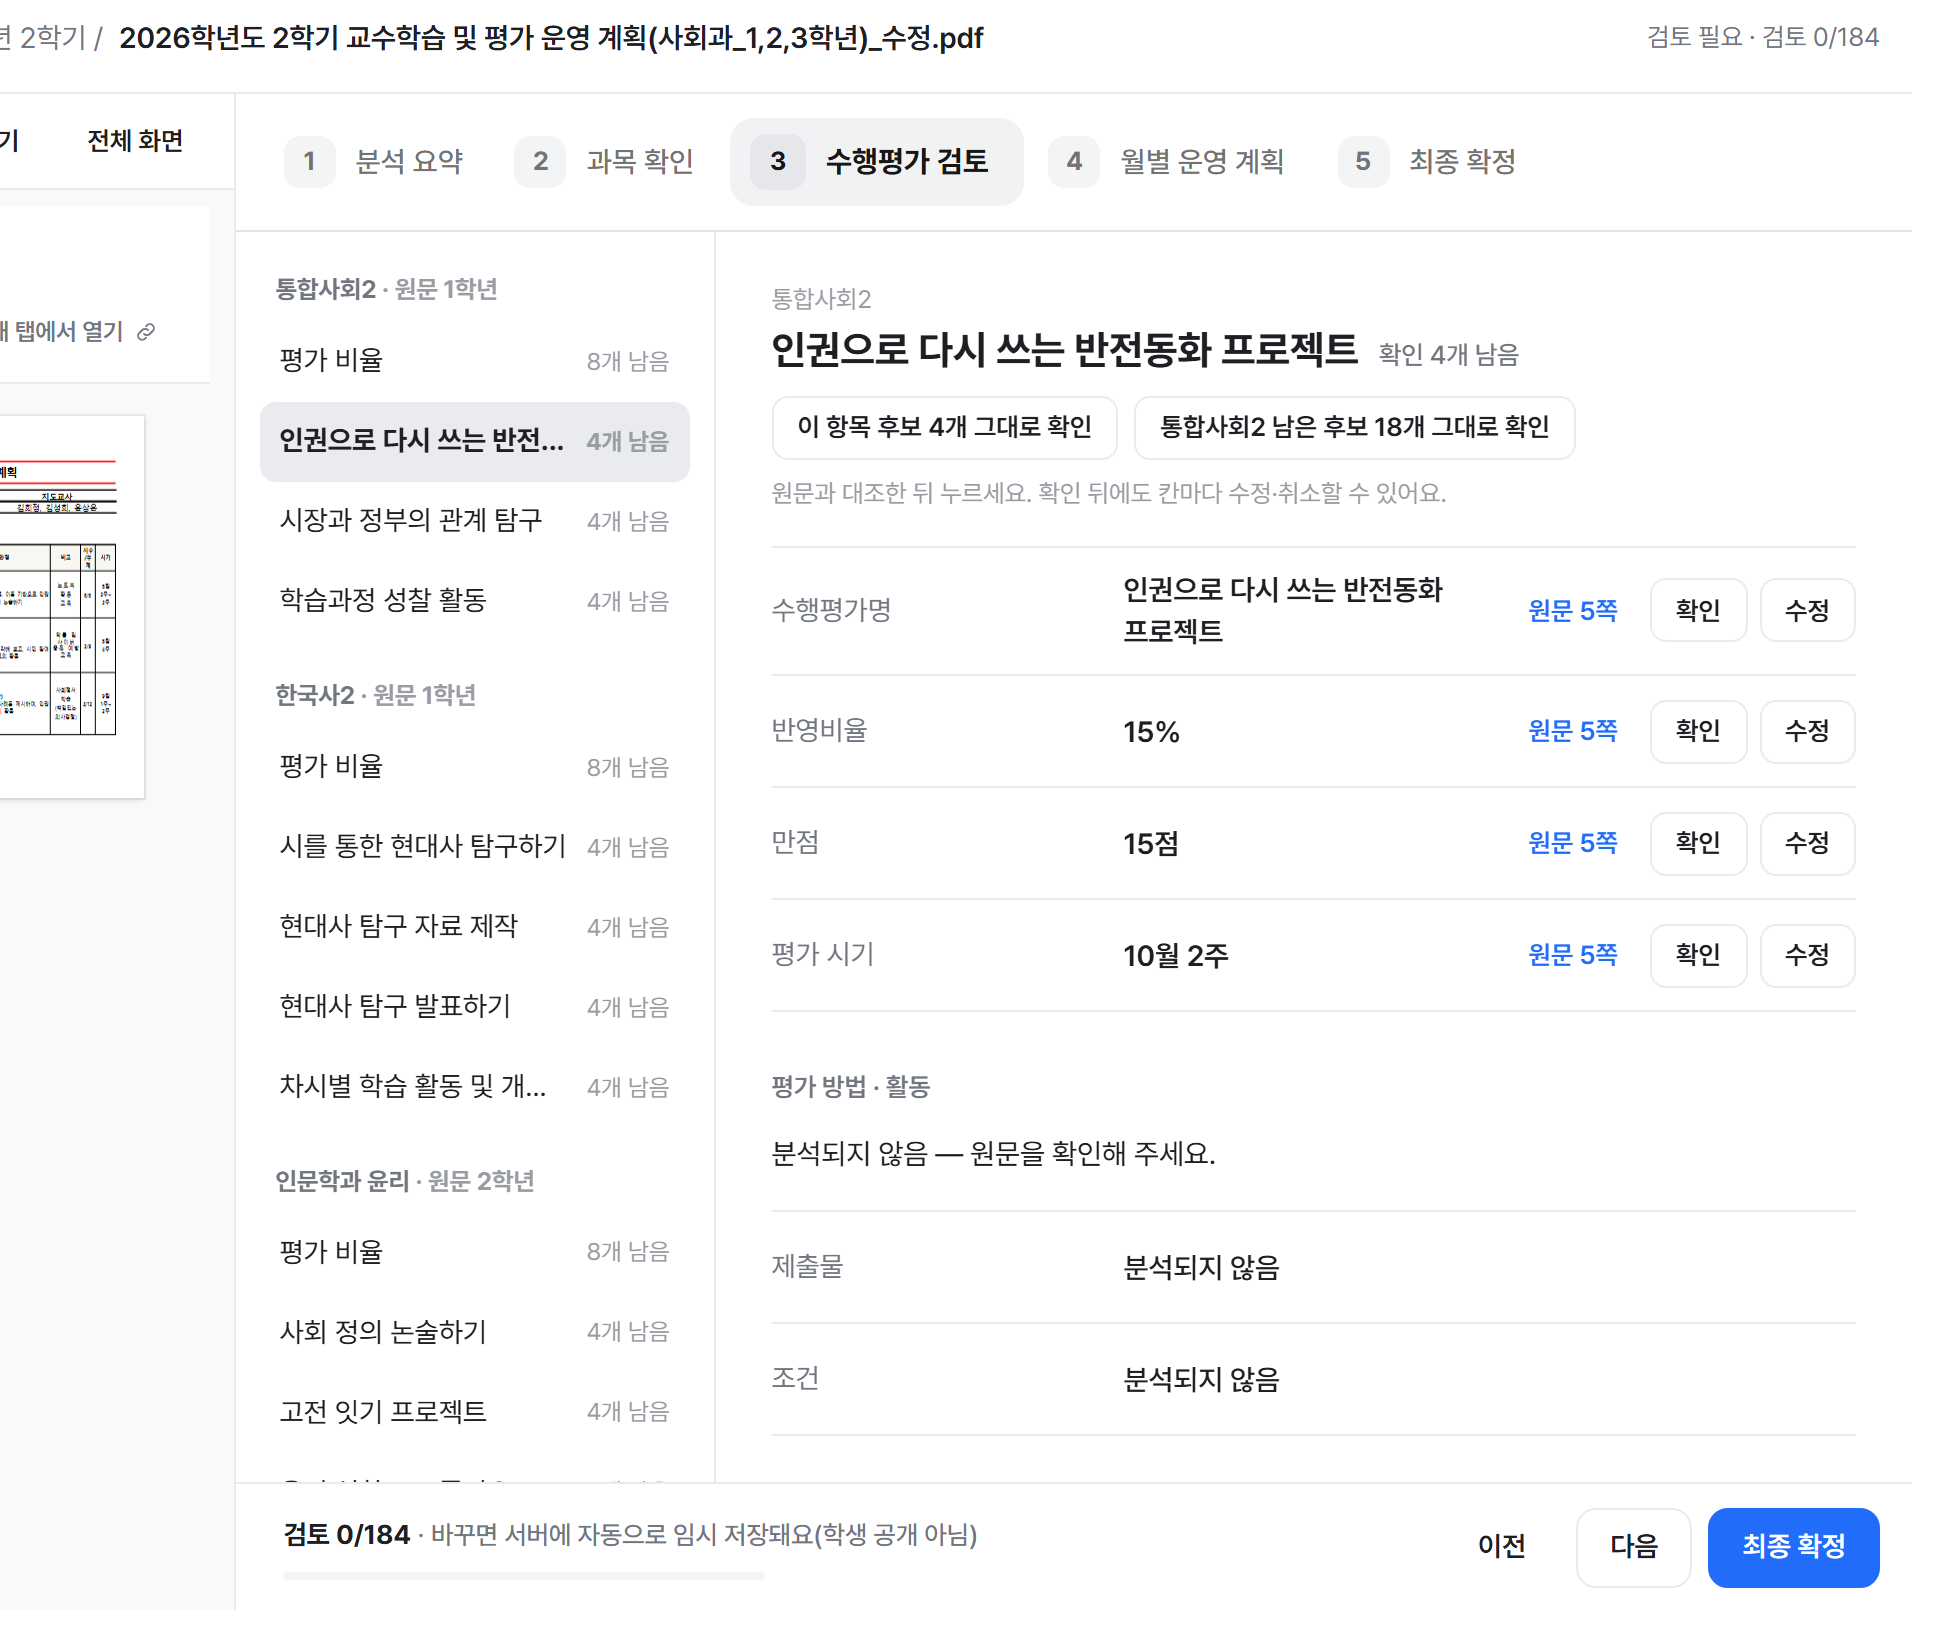 년 2학기 / 2026학년도 2학기 교수학습 및 평가 운영 계획(사회과_1,2,3학년)_수정.pdf
검토 필요 · 검토 0/184
기
전체 화면
1 분석 요약
2 과목 확인
3 수행평가 검토
4 월별 운영 계획
5 최종 확정
탭에서 열기
계획
지도교사
비고
시기
통합사회2 · 원문 1학년
평가 비율 8개 남음
인권으로 다시 쓰는 반전... 4개 남음
시장과 정부의 관계 탐구 4개 남음
학습과정 성찰 활동 4개 남음
한국사2 · 원문 1학년
평가 비율 8개 남음
시를 통한 현대사 탐구하기 4개 남음
현대사 탐구 자료 제작 4개 남음
현대사 탐구 발표하기 4개 남음
차시별 학습 활동 및 개... 4개 남음
인문학과 윤리 · 원문 2학년
평가 비율 8개 남음
사회 정의 논술하기 4개 남음
고전 잇기 프로젝트 4개 남음
통합사회2
인권으로 다시 쓰는 반전동화 프로젝트 확인 4개 남음
이 항목 후보 4개 그대로 확인
통합사회2 남은 후보 18개 그대로 확인
원문과 대조한 뒤 누르세요. 확인 뒤에도 칸마다 수정·취소할 수 있어요.
수행평가명 인권으로 다시 쓰는 반전동화
프로젝트 원문 5쪽 확인 수정
반영비율 15% 원문 5쪽 확인 수정
만점 15점 원문 5쪽 확인 수정
평가 시기 10월 2주 원문 5쪽 확인 수정
평가 방법 · 활동
분석되지 않음 — 원문을 확인해 주세요.
제출물 분석되지 않음
조건 분석되지 않음
검토 0/184 · 바꾸면 서버에 자동으로 임시 저장돼요(학생 공개 아님)
이전
다음
최종 확정